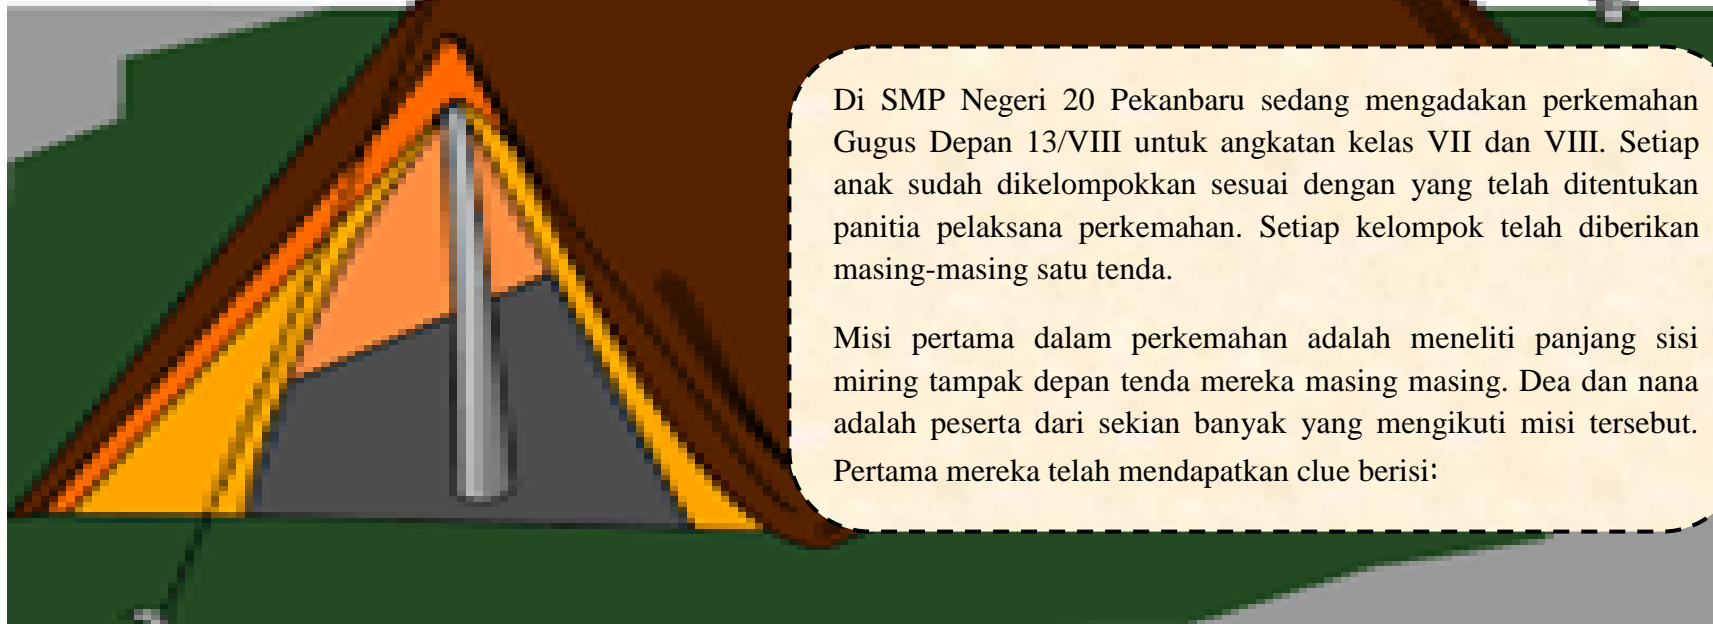 Di SMP Negeri 20 Pekanbaru sedang mengadakan perkemahan
Gugus Depan 13/VIII untuk angkatan kelas VII dan VIII. Setiap
anak sudah dikelompokkan sesuai dengan yang telah ditentukan
panitia pelaksana perkemahan. Setiap kelompok telah diberikan
masing-masing satu tenda.
Misi pertama dalam perkemahan adalah meneliti panjang sisi
miring tampak depan tenda mereka masing masing. Dea dan nana
adalah peserta dari sekian banyak yang mengikuti misi tersebut.
Pertama mereka telah mendapatkan clue berisi: